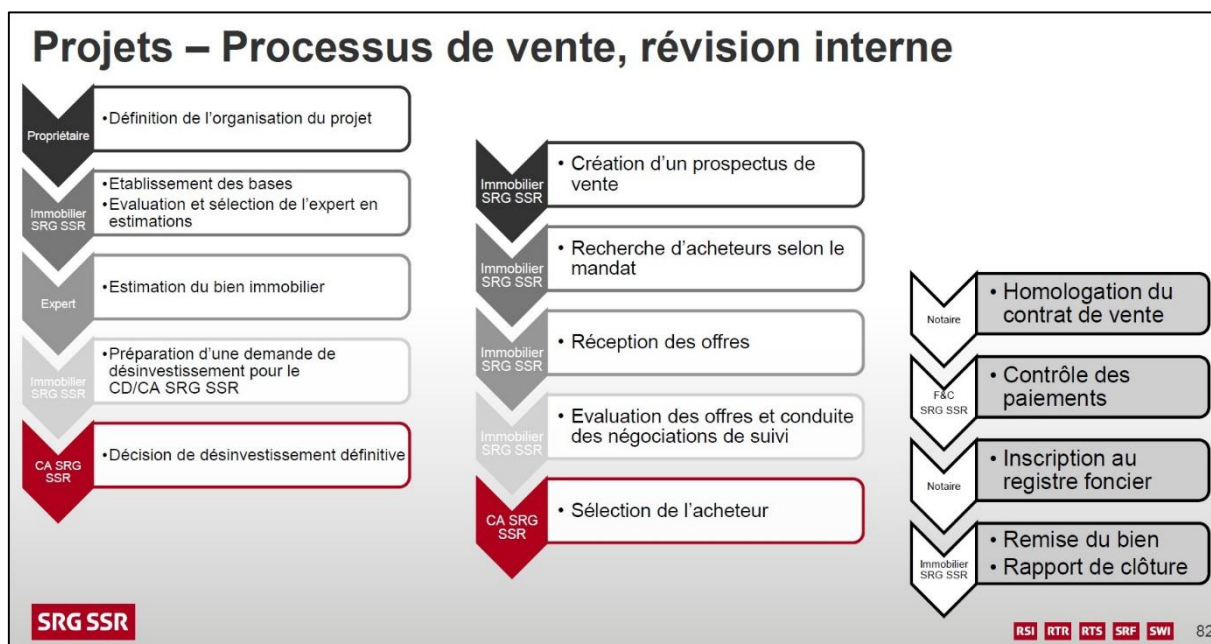 Projets – Processus de vente, révision interne
Propriétaire
•Définition de l'organisation du projet
Immobilier
SRG SSR
•Etablissement des bases
•Evaluation et sélection de l'expert en
estimations
Expert
•Estimation du bien immobilier
Immobilier
SRG SSR
•Préparation d'une demande de
désinvestissement pour le
CD/CA SRG SSR
CA SRG
SSR
•Décision de désinvestissement définitive
Immobilier
SRG SSR
• Création d'un prospectus de
vente
Immobilier
SRG SSR
• Recherche d'acheteurs selon le
mandat
Immobilier
SRG SSR
• Réception des offres
Immobilier
SRG SSR
• Evaluation des offres et conduite
des négociations de suivi
CA SRG
SSR
• Sélection de l'acheteur
Notaire
• Homologation du
contrat de vente
F&C
SRG SSR
• Contrôle des
paiements
Notaire
• Inscription au
registre foncier
Immobilier
SRG SSR
• Remise du bien
• Rapport de clôture
SRG SSR
RSI RTR RTS SRF SWI 82